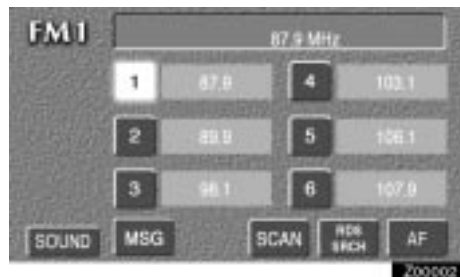 FM1
87.9 MHz
1 87.9 4 103.1
2 89.9 5 106.1
3 98.1 6 107.9
SOUND MSG SCAN RDS SRCH AF
Z00002